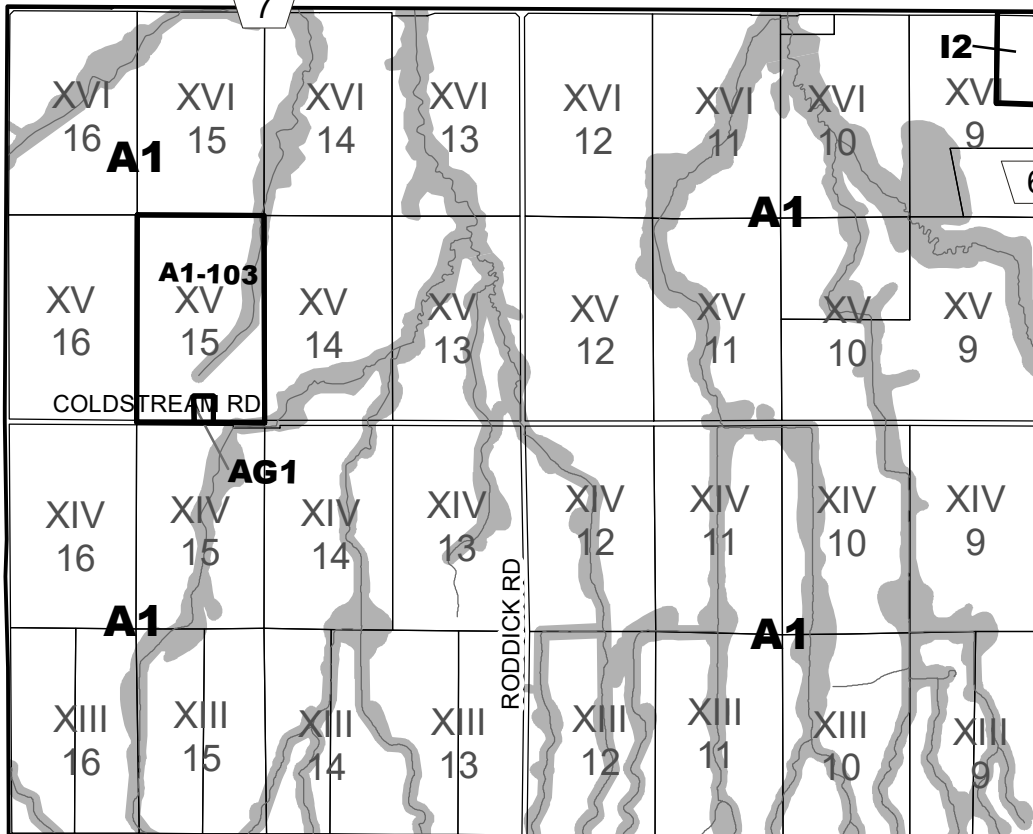 7
I2
XVI
16
XVI
15
XVI
14
XVI
13
XVI
12
XVI
11
XVI
10
XVI
9
A1
A1
6
A1-103
XV
16
XV
15
XV
14
XV
13
XV
12
XV
11
XV
10
XV
9
COLDSTREAM RD
AG1
XIV
16
XIV
15
XIV
14
XIV
13
XIV
12
XIV
11
XIV
10
XIV
9
RODDICK RD
A1
A1
XIII
16
XIII
15
XIII
14
XIII
13
XIII
12
XIII
11
XIII
10
XIII
9